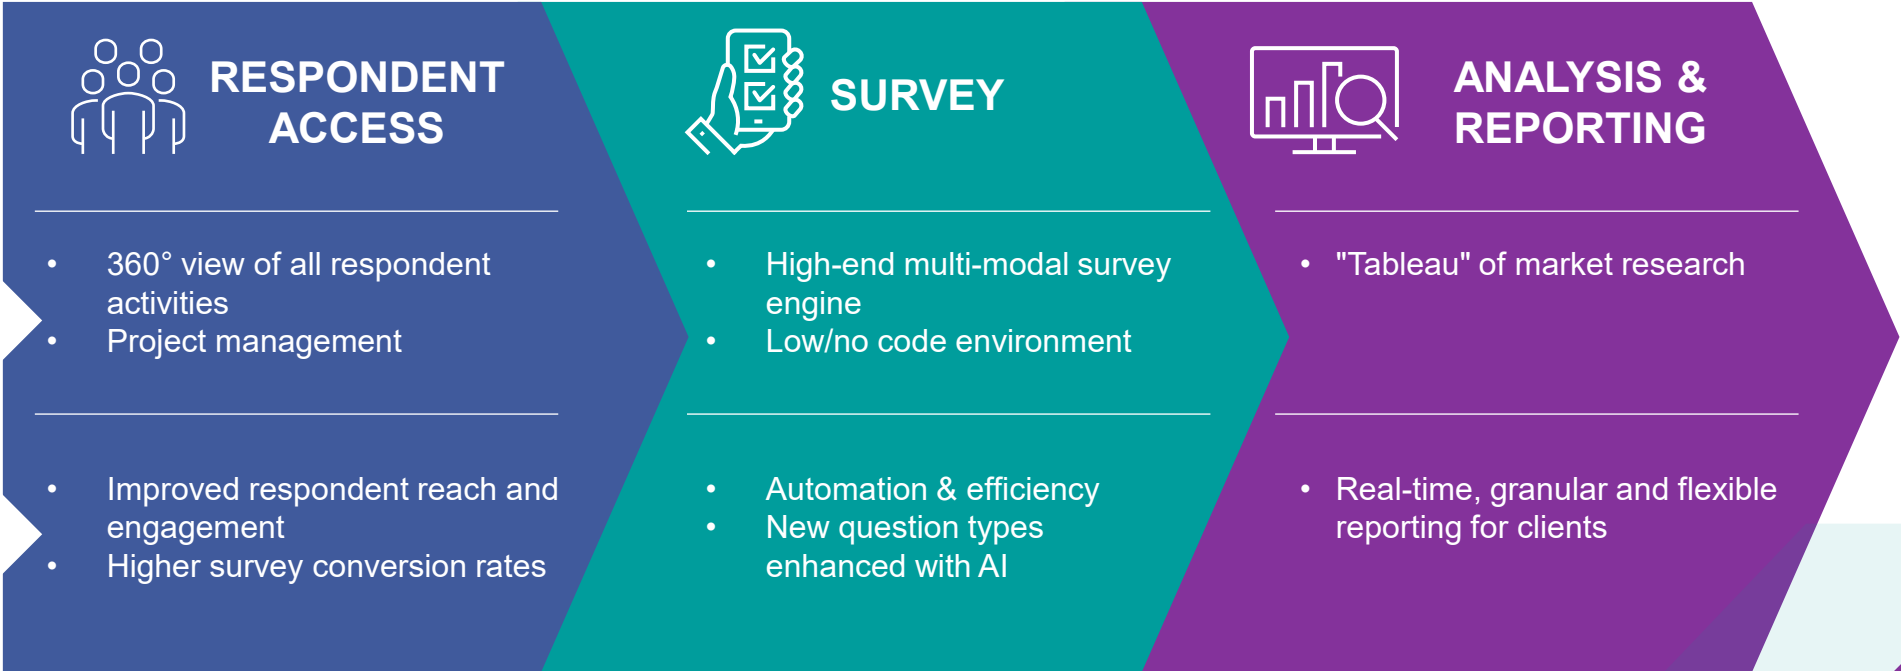 RESPONDENT
ACCESS
• 360° view of all respondent
activities
• Project management
• Improved respondent reach and
engagement
• Higher survey conversion rates
SURVEY
• High-end multi-modal survey
engine
• Low/no code environment
• Automation & efficiency
• New question types
enhanced with AI
ANALYSIS &
REPORTING
• "Tableau" of market research
• Real-time, granular and flexible
reporting for clients